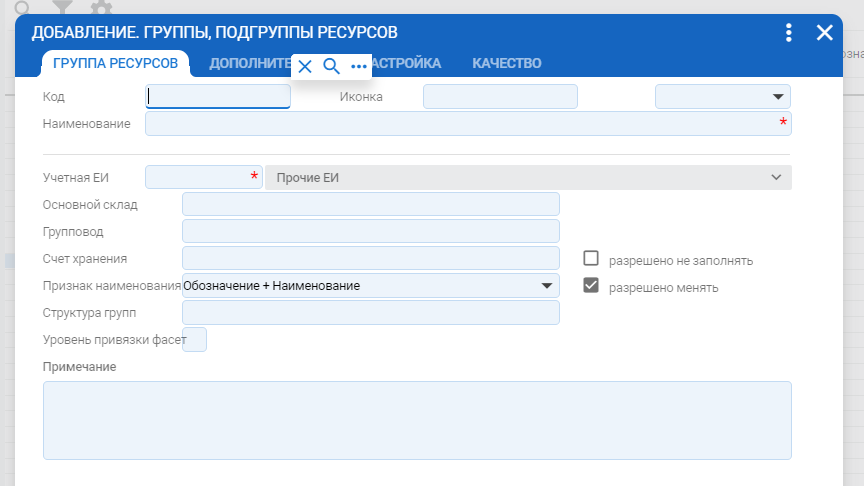 ДОБАВЛЕНИЕ. ГРУППЫ, ПОДГРУППЫ РЕСУРСОВ
ГРУППА РЕСУРСОВ ДОПОЛНИТЕ АСТРОЙКА КАЧЕСТВО
Код Иконка
Наименование *
Учетная ЕИ * Прочие ЕИ
Основной склад
Групповод
Счет хранения разрешено не заполнять
Признак наименования Обозначение + Наименование разрешено менять
Структура групп
Уровень привязки фасет
Примечание